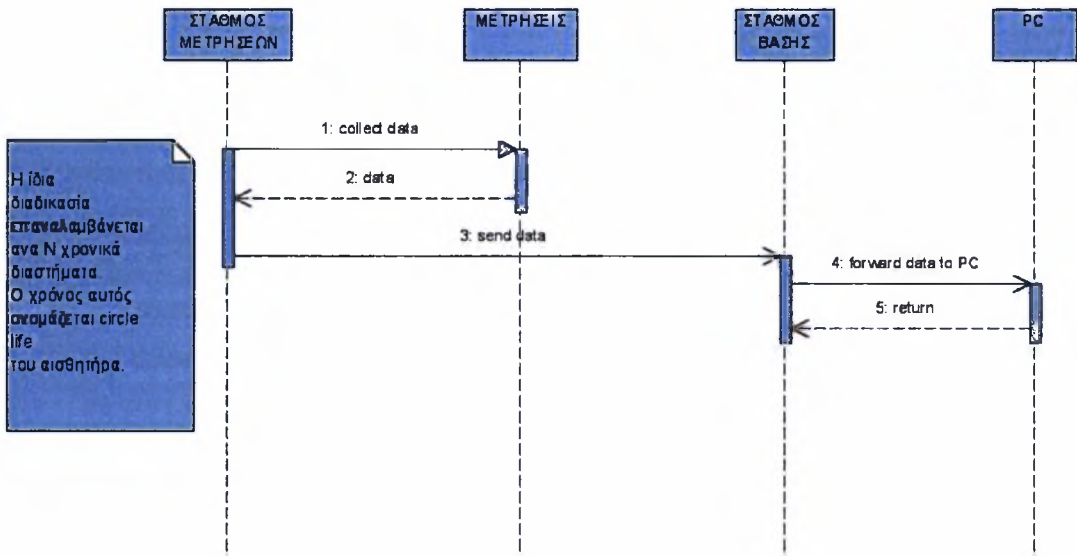 ΣΤΑΘΜΟΣ
ΜΕΤΡΗΣΕΩΝ
ΜΕΤΡΗΣΕΙΣ
ΣΤΑΘΜΟΣ
ΒΑΣΗΣ
PC
1: collect data
2: data
3: send data
4: forward data to PC
5: return
Η ίδια
διαδικασία
επαναλαμβάνεται
ανα Ν χρονικά
διαστήματα.
Ο χρόνος αυτός
ονομάζεται circle
life
του αισθητήρα.